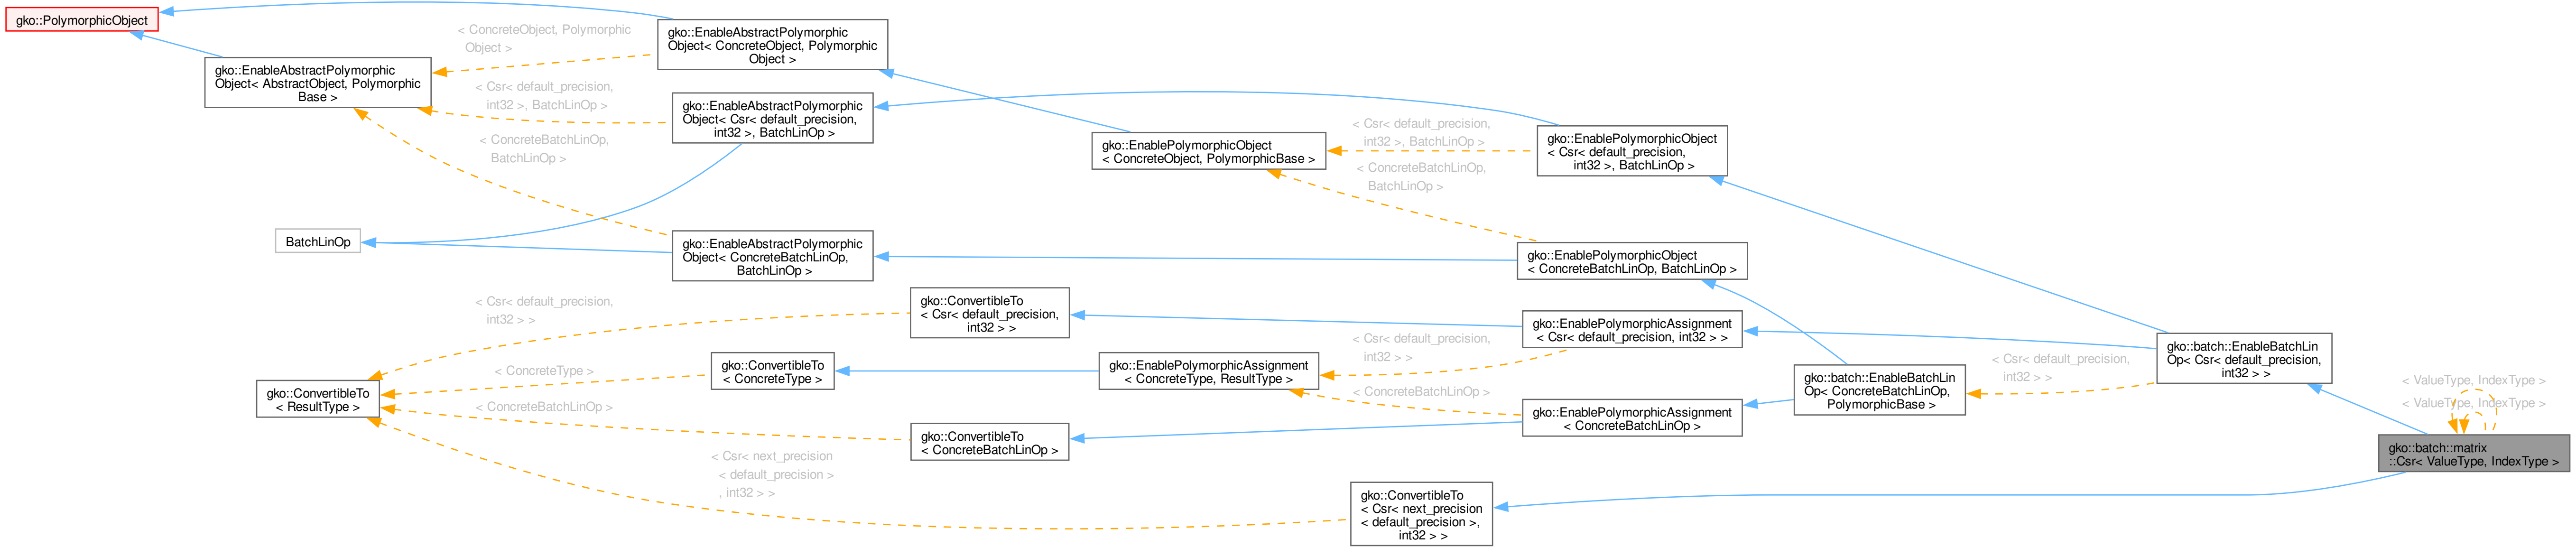 gko::PolymorphicObject
gko::EnableAbstractPolymorphic
Object< AbstractObject, Polymorphic
Base >
< ConcreteObject, Polymorphic
Object >
< Csr< default_precision,
int32 >, BatchLinOp >
< ConcreteBatchLinOp,
BatchLinOp >
BatchLinOp
gko::EnableAbstractPolymorphic
Object< ConcreteObject, Polymorphic
Object >
gko::EnableAbstractPolymorphic
Object< Csr< default_precision,
int32 >, BatchLinOp >
gko::EnableAbstractPolymorphic
Object< ConcreteBatchLinOp,
BatchLinOp >
gko::EnablePolymorphicObject
< ConcreteObject, PolymorphicBase >
< Csr< default_precision,
int32 >, BatchLinOp >
< ConcreteBatchLinOp,
BatchLinOp >
gko::EnablePolymorphicObject
< Csr< default_precision,
int32 >, BatchLinOp >
gko::EnablePolymorphicObject
< ConcreteBatchLinOp, BatchLinOp >
gko::ConvertibleTo
< ResultType >
< Csr< default_precision,
int32 > >
< ConcreteType >
< ConcreteBatchLinOp >
< Csr< next_precision
< default_precision >
, int32 > >
gko::ConvertibleTo
< Csr< default_precision,
int32 > >
gko::ConvertibleTo
< ConcreteType >
gko::ConvertibleTo
< ConcreteBatchLinOp >
gko::EnablePolymorphicAssignment
< ConcreteType, ResultType >
< Csr< default_precision,
int32 > >
< ConcreteBatchLinOp >
gko::EnablePolymorphicAssignment
< Csr< default_precision, int32 > >
gko::EnablePolymorphicAssignment
< ConcreteBatchLinOp >
gko::ConvertibleTo
< Csr< next_precision
< default_precision >,
int32 > >
gko::batch::EnableBatchLin
Op< ConcreteBatchLinOp,
PolymorphicBase >
< Csr< default_precision,
int32 > >
gko::batch::EnableBatchLin
Op< Csr< default_precision,
int32 > >
< ValueType, IndexType >
< ValueType, IndexType >
gko::batch::matrix
::Csr< ValueType, IndexType >